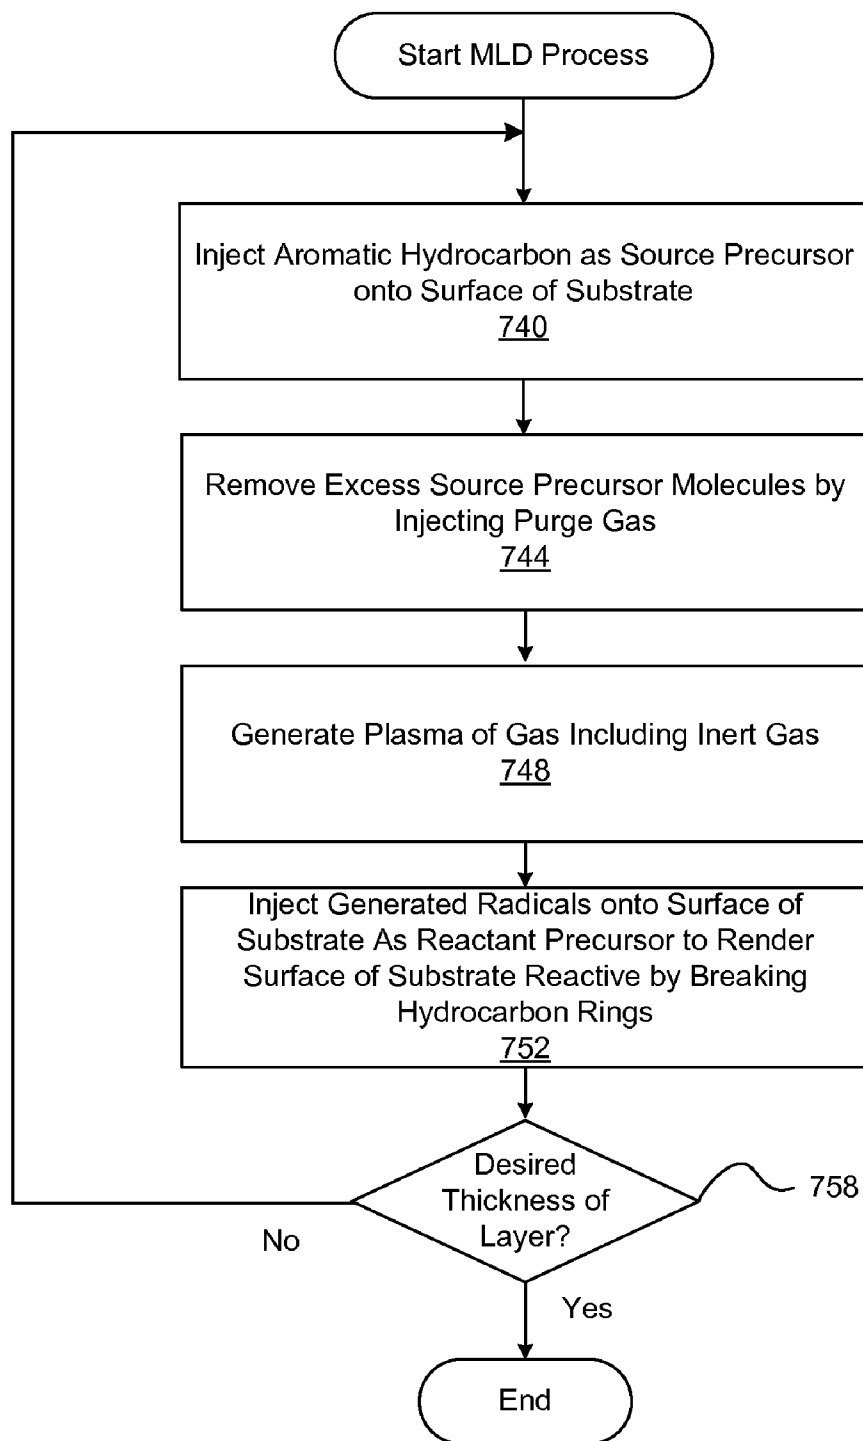 Start MLD Process
Inject Aromatic Hydrocarbon as Source Precursor
onto Surface of Substrate
740
Remove Excess Source Precursor Molecules by
Injecting Purge Gas
744
Generate Plasma of Gas Including Inert Gas
748
Inject Generated Radicals onto Surface of
Substrate As Reactant Precursor to Render
Surface of Substrate Reactive by Breaking
Hydrocarbon Rings
752
Desired
Thickness of
Layer?
758
No
Yes
End